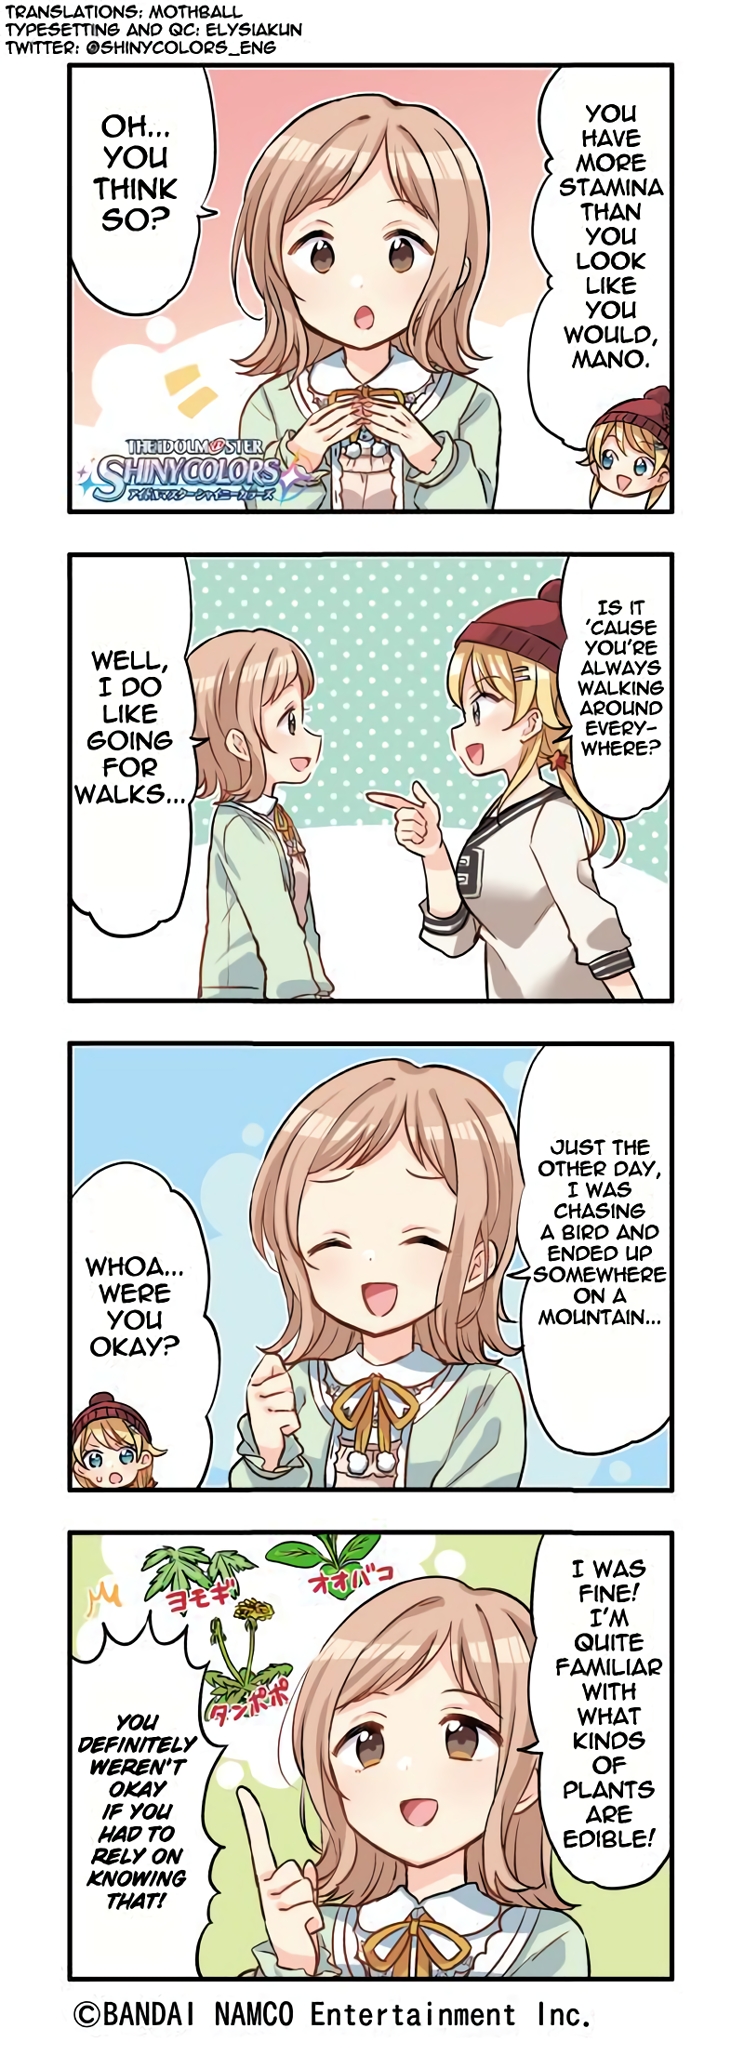 TRANSLATIONS: MOTHBALL
TYPESETTING AND QC: ELYSIAKUN
TWITTER: @SHINYCOLORS_ENG
YOU
HAVE
MORE
STAMINA
THAN
YOU
LOOK
LIKE
YOU
WOULD,
MANO.
OH...
YOU
THINK
SO?
THE IDOLM@STER
SHINYCOLORS
アイドルマスターシャイニーカラーズ
IS IT
'CAUSE
YOU'RE
ALWAYS
WALKING
AROUND
EVERY-
WHERE?
WELL,
I DO
LIKE
GOING
FOR
WALKS...
JUST THE
OTHER DAY,
I WAS
CHASING
A BIRD AND
ENDED UP
SOMEWHERE
ON A
MOUNTAIN...
WHOA...
WERE
YOU
OKAY?
I WAS
FINE!
I'M
QUITE
FAMILIAR
WITH
WHAT
KINDS
OF
PLANTS
ARE
EDIBLE!
オオバコ
ヨモギ
タンポポ
YOU
DEFINITELY
WEREN'T
OKAY
IF YOU
HAD TO
RELY ON
KNOWING
THAT!
©BANDAI NAMCO Entertainment Inc.